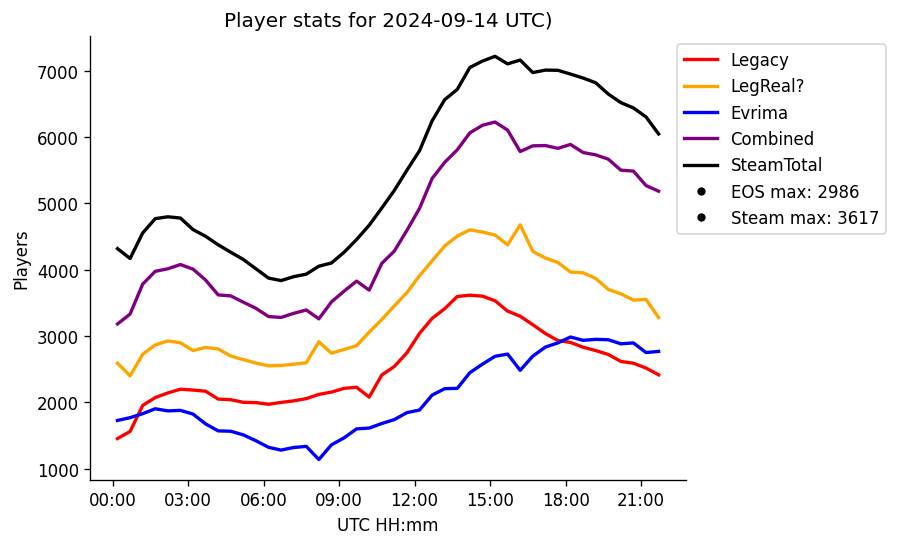 Player stats for 2024-09-14 UTC)
Legacy
LegReal?
Evrima
Combined
SteamTotal
EOS max: 2986
Steam max: 3617
Players
7000
6000
5000
4000
3000
2000
1000
00:00 03:00 06:00 09:00 12:00 15:00 18:00 21:00
UTC HH:mm